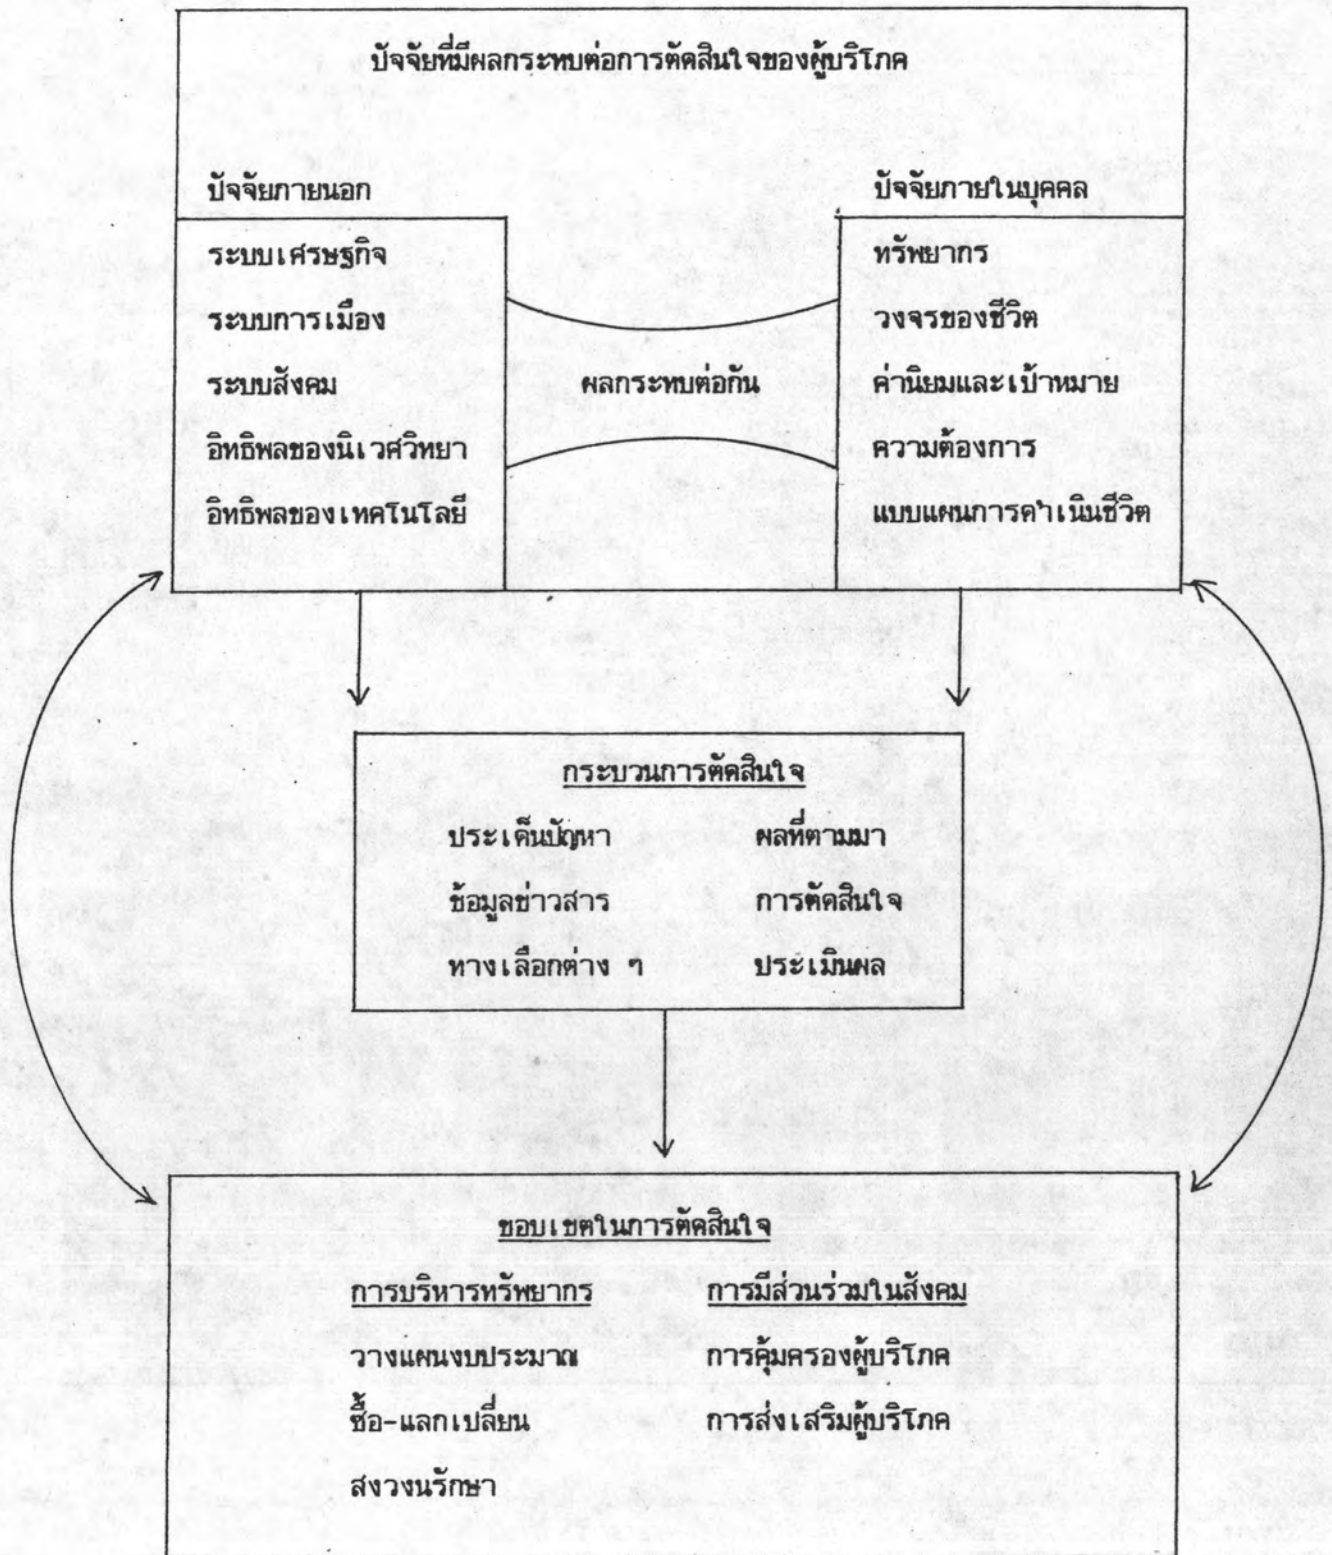 ปัจจัยที่มีผลกระทบต่อการตัดสินใจของผู้บริโภค
ปัจจัยภายนอก
ระบบเศรษฐกิจ
ระบบการเมือง
ระบบสังคม
อิทธิพลของนิเวศวิทยา
อิทธิพลของเทคโนโลยี
ผลกระทบต่อกัน
ปัจจัยภายในบุคคล
ทรัพยากร
วงจรของชีวิต
ค่านิยมและเป้าหมาย
ความต้องการ
แบบแผนการดำเนินชีวิต
กระบวนการตัดสินใจ
ประเด็นปัญหา
ข้อมูลข่าวสาร
ทางเลือกต่าง ๆ
ผลที่ตามมา
การตัดสินใจ
ประเมินผล
ขอบเขตในการตัดสินใจ
การบริหารทรัพยากร
วางแผนงบประมาณ
ซื้อ-แลกเปลี่ยน
สงวนรักษา
การมีส่วนร่วมในสังคม
การคุ้มครองผู้บริโภค
การส่งเสริมผู้บริโภค